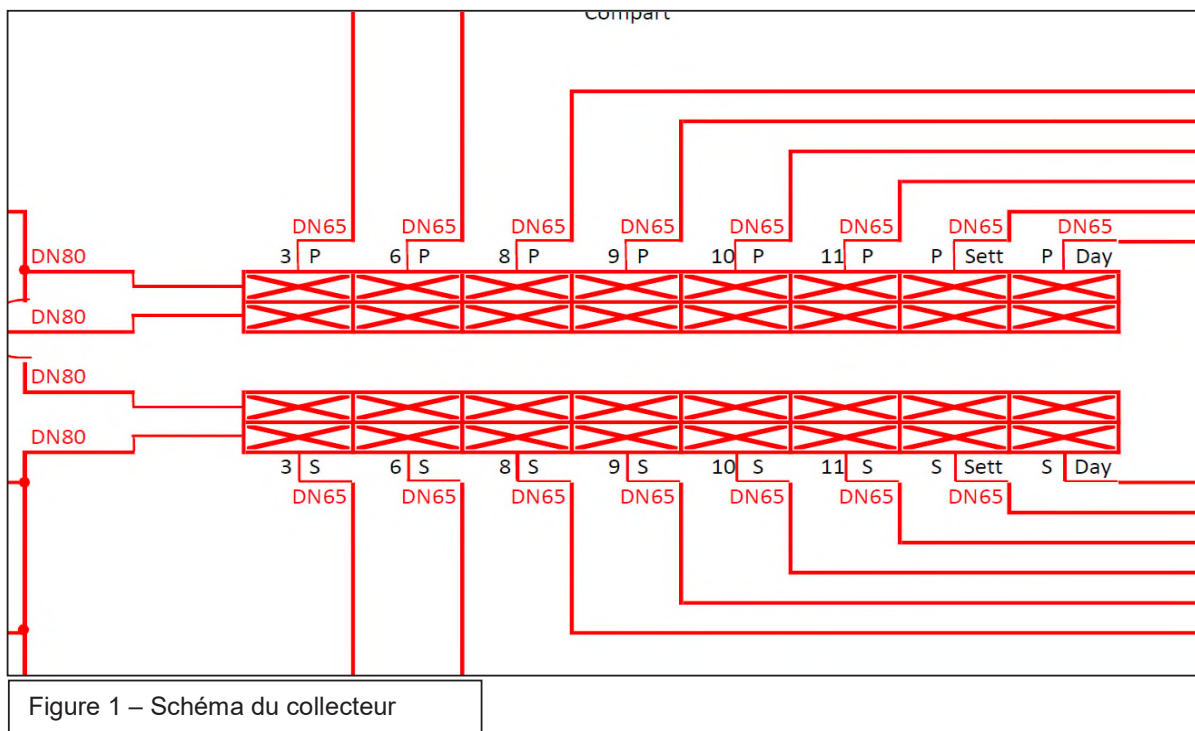 Compart
DN65 DN65 DN65 DN65 DN65 DN65 DN65 DN65
3 P 6 P 8 P 9 P 10 P 11 P P Sett P Day
DN80
DN80
DN80
DN80
3 S 6 S 8 S 9 S 10 S 11 S S Sett S Day
DN65 DN65 DN65 DN65 DN65 DN65 DN65
Figure 1 – Schéma du collecteur